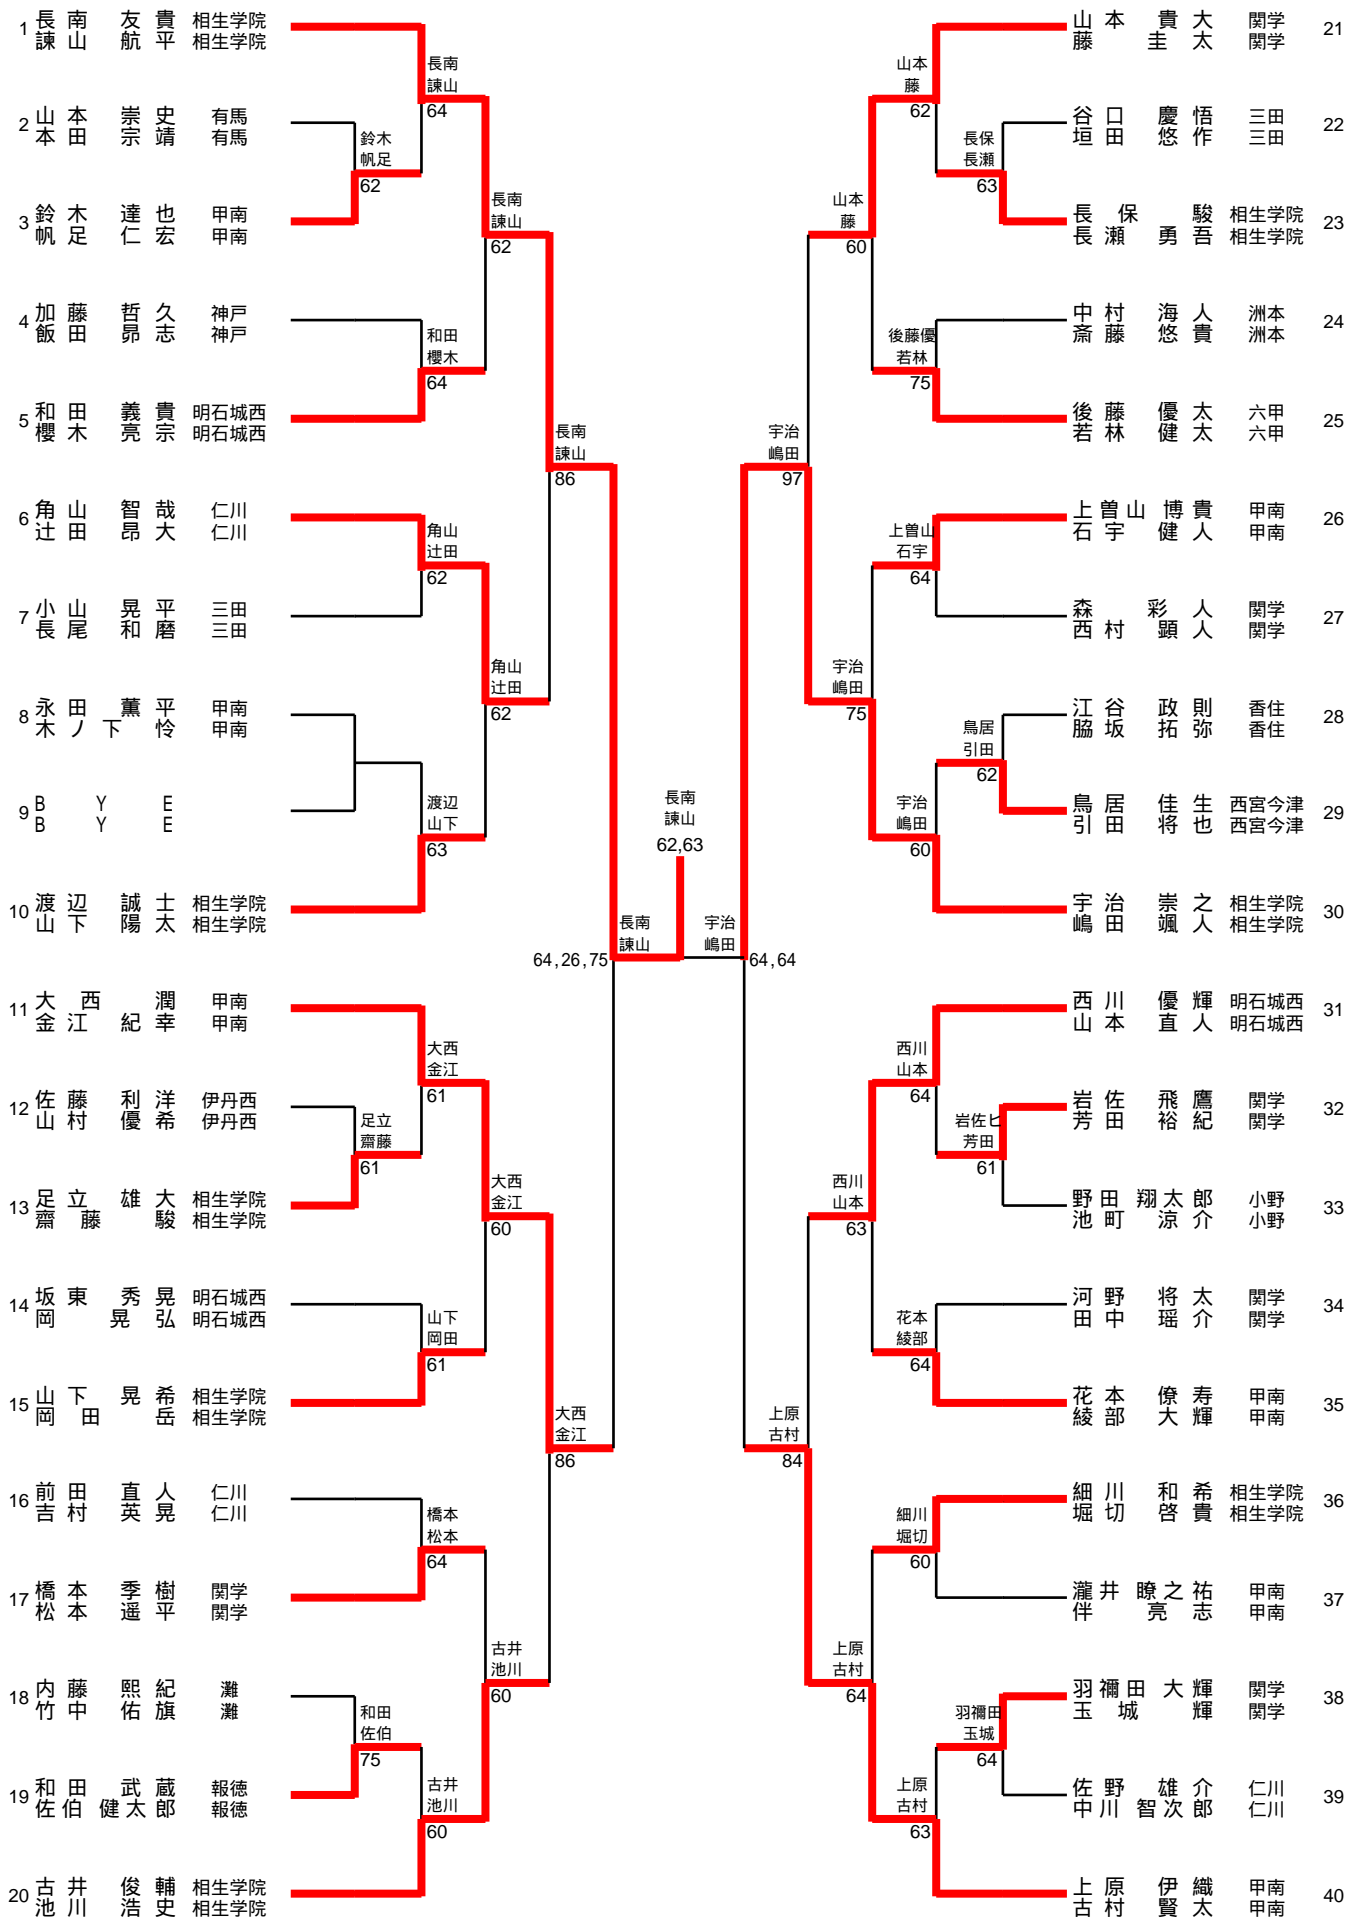 1 長南 友貴 相生学院
諫山 航平 相生学院
2 山本 崇史 有馬
本田 宗靖 有馬
3 鈴木 達也 甲南
帆足 仁宏 甲南
4 加藤 哲久 神戸
飯田 昴志 神戸
5 和田 義貴 明石城西
櫻木 亮宗 明石城西
6 角山 智哉 仁川
辻田 昂大 仁川
7 小山 晃平 三田
長尾 和磨 三田
8 永田 薫平 甲南
木ノ下 怜 甲南
9 B Y E
B Y E
10 渡辺 誠士 相生学院
山下 陽太 相生学院
11 大西 潤 甲南
金江 紀幸 甲南
12 佐藤 利洋 伊丹西
山村 優希 伊丹西
13 足立 雄大 相生学院
齋藤 駿 相生学院
14 坂東 秀晃 明石城西
岡 晃弘 明石城西
15 山下 晃希 相生学院
岡田 岳 相生学院
16 前田 直人 仁川
吉村 英晃 仁川
17 橋本 季樹 関学
松本 遥平 関学
18 内藤 熙紀 灘
竹中 佑旗 灘
19 和田 武蔵 報徳
佐伯 健太郎 報徳
20 古井 俊輔 相生学院
池川 浩史 相生学院
鈴木
帆足
62
足立
齋藤
61
和田
佐伯
75
長南
諫山
64
和田
櫻木
64
角山
辻田
62
渡辺
山下
63
大西
金江
61
山下
岡田
61
橋本
松本
64
古井
池川
60
長南
諫山
62
角山
辻田
62
大西
金江
60
古井
池川
60
長南
諫山
86
大西
金江
86
長南
諫山
64,26,75
長南
諫山
62,63
宇治
嶋田
64,64
宇治
嶋田
97
上原
古村
84
山本
藤
60
宇治
嶋田
75
西川
山本
63
上原
古村
64
山本
藤
62
後藤優
若林
75
上曽山
石宇
64
宇治
嶋田
60
西川
山本
64
花本
綾部
64
細川
堀切
60
上原
古村
63
長保
長瀬
63
鳥居
引田
62
岩佐ヒ
芳田
61
羽禰田
玉城
64
山本 貴大 関学 21
藤 圭太 関学
谷口 慶悟 三田 22
垣田 悠作 三田
長保 駿 相生学院 23
長瀬 勇吾 相生学院
中村 海人 洲本 24
斎藤 悠貴 洲本
後藤 優太 六甲 25
若林 健太 六甲
上曽山 博貴 甲南 26
石宇 健人 甲南
森 彩人 関学 27
西村 顕人 関学
江谷 政則 香住 28
脇坂 拓弥 香住
鳥居 佳生 西宮今津 29
引田 将也 西宮今津
宇治 崇之 相生学院 30
嶋田 颯人 相生学院
西川 優輝 明石城西 31
山本 直人 明石城西
岩佐 飛鷹 関学 32
芳田 裕紀 関学
野田 翔太郎 小野 33
池町 涼介 小野
河野 将太 関学 34
田中 瑶介 関学
花本 僚寿 甲南 35
綾部 大輝 甲南
細川 和希 相生学院 36
堀切 啓貴 相生学院
瀧井 瞭之祐 甲南 37
伴 亮志 甲南
羽禰田 大輝 関学 38
玉城 輝 関学
佐野 雄介 仁川 39
中川 智次郎 仁川
上原 伊織 甲南 40
古村 賢太 甲南